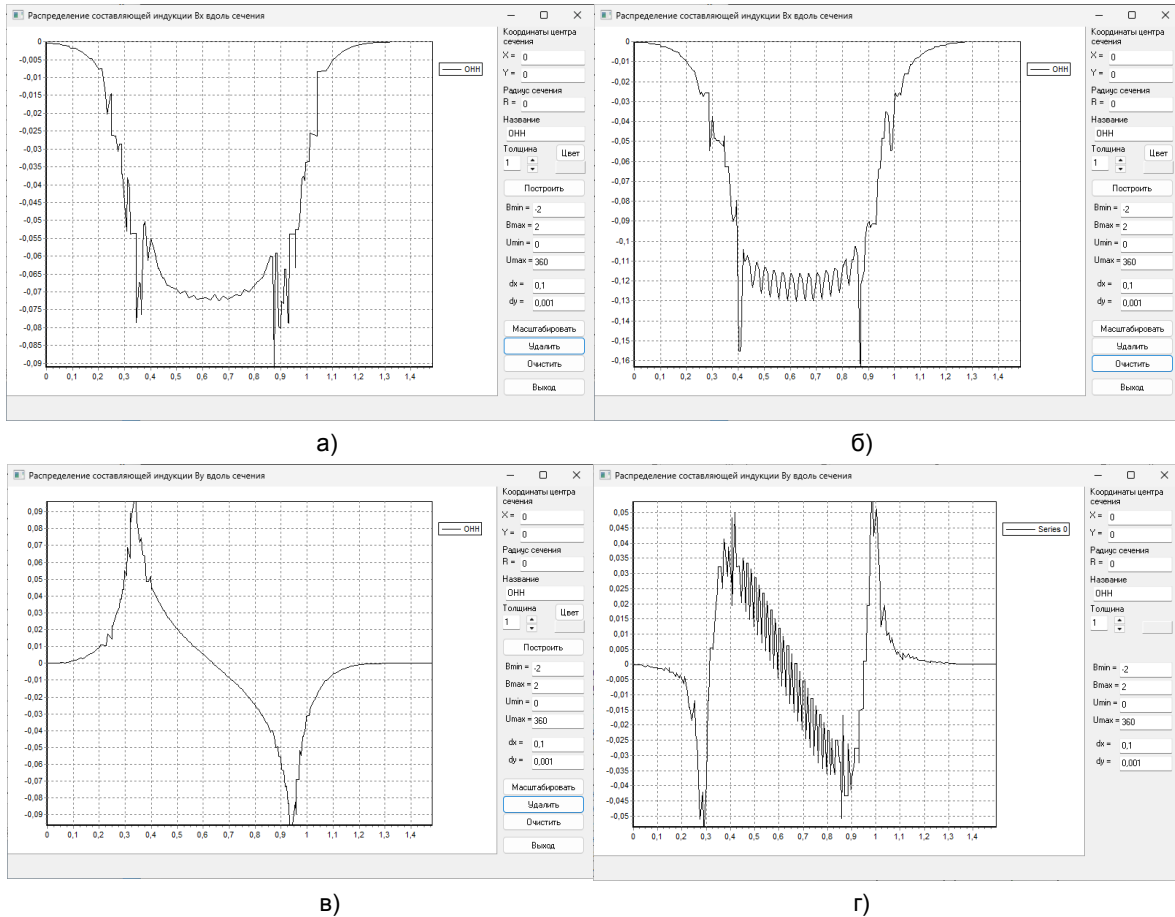 Распределение составляющей индукции Bx вдоль сечения
0
-0,005
-0,01
-0,015
-0,02
-0,025
-0,03
-0,035
-0,04
-0,045
-0,05
-0,055
-0,06
-0,065
-0,07
-0,075
-0,08
-0,085
-0,09
0 0,1 0,2 0,3 0,4 0,5 0,6 0,7 0,8 0,9 1 1,1 1,2 1,3 1,4
ОНН
Координаты центра
сечения
X = 0
Y = 0
Радиус сечения
R = 0
Название
ОНН
Толщина
1 Цвет
Построить
Bmin = -2
Bmax = 2
Umin = 0
Umax = 360
dx = 0,1
dy = 0,001
Масштабировать
Удалить
Очистить
Выход
а)
Распределение составляющей индукции Bx вдоль сечения
0
-0,01
-0,02
-0,03
-0,04
-0,05
-0,06
-0,07
-0,08
-0,09
-0,1
-0,11
-0,12
-0,13
-0,14
-0,15
-0,16
0 0,1 0,2 0,3 0,4 0,5 0,6 0,7 0,8 0,9 1 1,1 1,2 1,3 1,4
ОНН
Координаты центра
сечения
X = 0
Y = 0
Радиус сечения
R = 0
Название
ОНН
Толщина
1 Цвет
Построить
Bmin = -2
Bmax = 2
Umin = 0
Umax = 360
dx = 0,1
dy = 0,001
Масштабировать
Удалить
Очистить
Выход
б)
Распределение составляющей индукции By вдоль сечения
0,09
0,08
0,07
0,06
0,05
0,04
0,03
0,02
0,01
0
-0,01
-0,02
-0,03
-0,04
-0,05
-0,06
-0,07
-0,08
-0,09
0 0,1 0,2 0,3 0,4 0,5 0,6 0,7 0,8 0,9 1 1,1 1,2 1,3 1,4
ОНН
Координаты центра
сечения
X = 0
Y = 0
Радиус сечения
R = 0
Название
ОНН
Толщина
1 Цвет
Построить
Bmin = -2
Bmax = 2
Umin = 0
Umax = 360
dx = 0,1
dy = 0,001
Масштабировать
Удалить
Очистить
Выход
в)
Распределение составляющей индукции By вдоль сечения
0,05
0,045
0,04
0,035
0,03
0,025
0,02
0,015
0,01
0,005
0
-0,005
-0,01
-0,015
-0,02
-0,025
-0,03
-0,035
-0,04
-0,045
-0,05
0 0,1 0,2 0,3 0,4 0,5 0,6 0,7 0,8 0,9 1 1,1 1,2 1,3 1,4
Series 0
Координаты центра
сечения
X = 0
Y = 0
Радиус сечения
R = 0
Название
ОНН
Толщина
1
Bmin = -2
Bmax = 2
Umin = 0
Umax = 360
dx = 0,1
dy = 0,001
г)